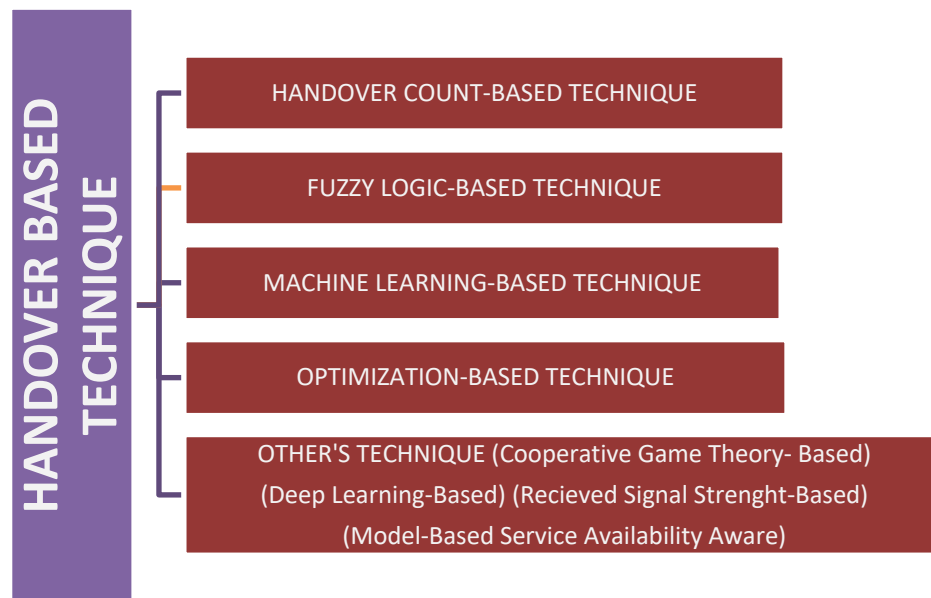 HANDOVER BASED
TECHNIQUE
HANDOVER COUNT-BASED TECHNIQUE
FUZZY LOGIC-BASED TECHNIQUE
MACHINE LEARNING-BASED TECHNIQUE
OPTIMIZATION-BASED TECHNIQUE
OTHER'S TECHNIQUE (Cooperative Game Theory- Based)
(Deep Learning-Based) (Recieved Signal Strenght-Based)
(Model-Based Service Availability Aware)